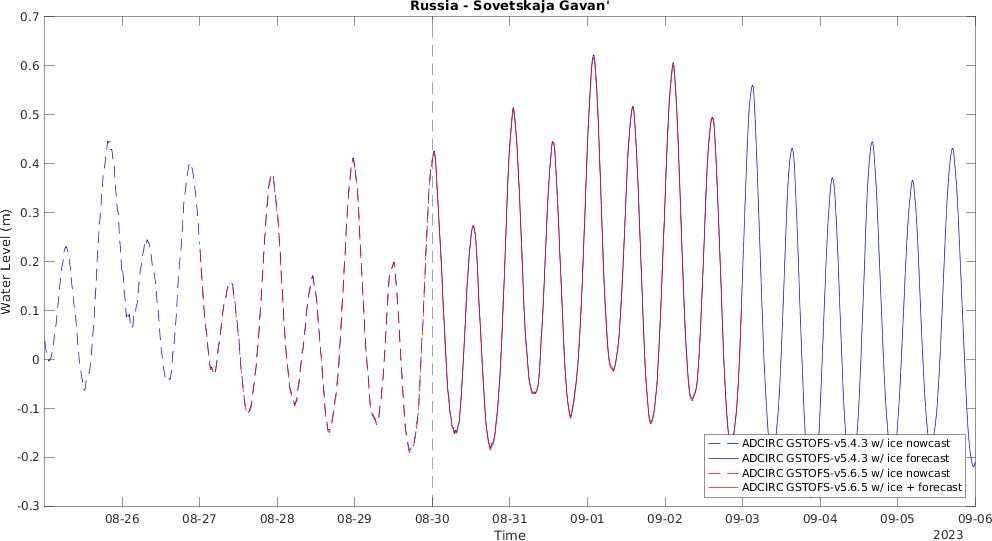 Russia - Sovetskaja Gavan'
0.7
0.6
0.5
0.4
0.3
0.2
0.1
0
-0.1
-0.2
-0.3
Water Level (m)
ADCIRC GSTOFS-v5.4.3 w/ ice nowcast
ADCIRC GSTOFS-v5.4.3 w/ ice forecast
ADCIRC GSTOFS-v5.6.5 w/ ice nowcast
ADCIRC GSTOFS-v5.6.5 w/ ice + forecast
08-26 08-27 08-28 08-29 08-30 08-31 09-01 09-02 09-03 09-04 09-05 09-06
Time
2023